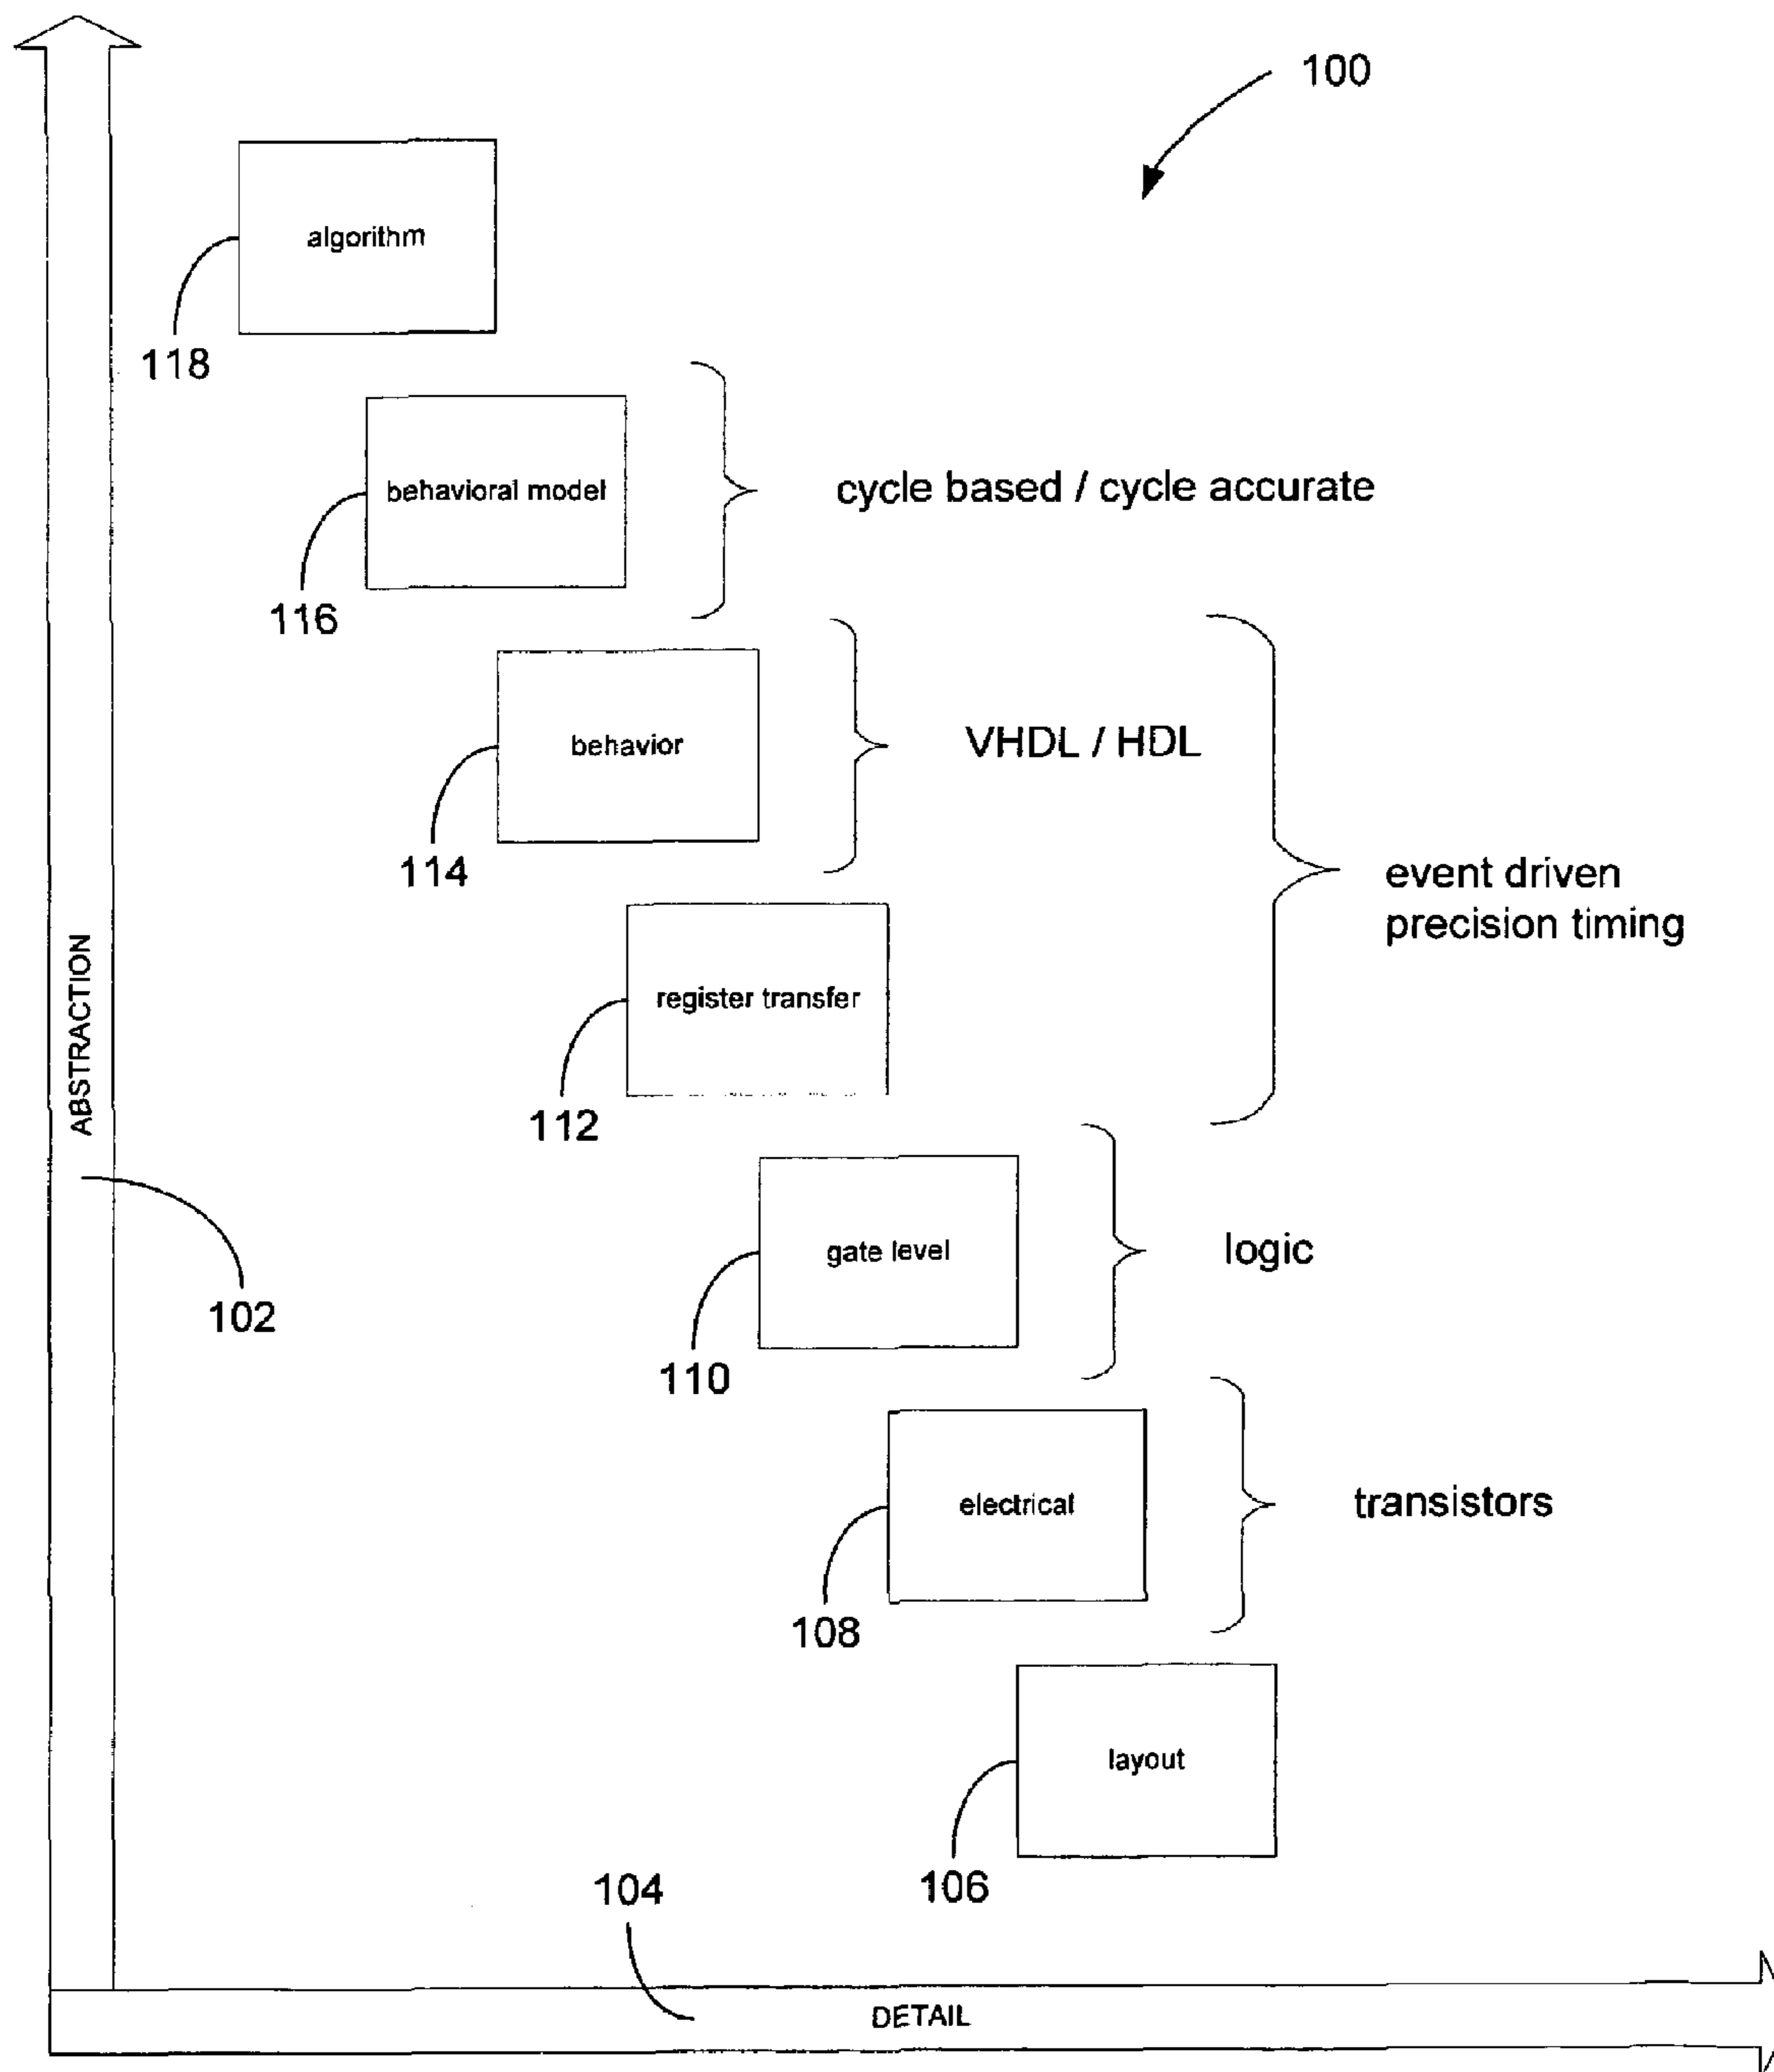 100
algorithm
118
behavioral model
cycle based / cycle accurate
116
behavior
VHDL / HDL
114
event driven
precision timing
register transfer
112
ABSTRACTION
gate level
logic
102
110
electrical
transistors
108
layout
106
104
DETAIL